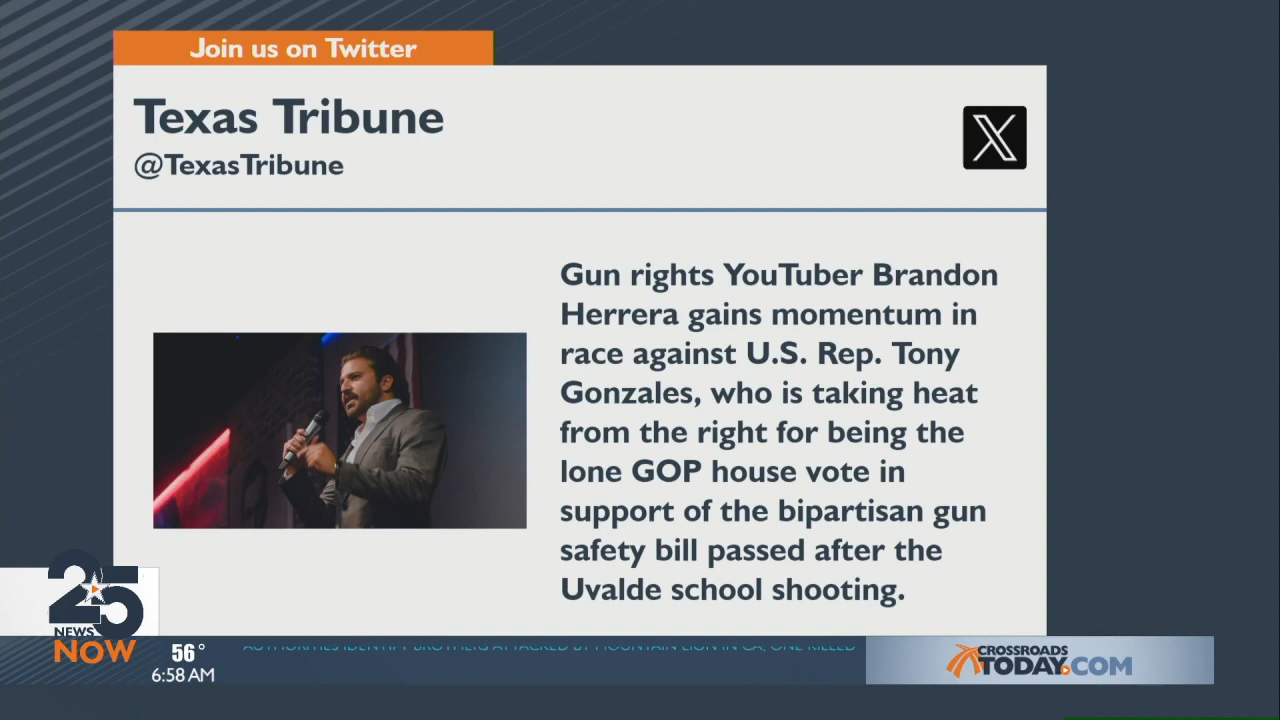 Join us on Twitter
Texas Tribune
@TexasTribune
Gun rights YouTuber Brandon
Herrera gains momentum in
race against U.S. Rep. Tony
Gonzales, who is taking heat
from the right for being the
lone GOP house vote in
support of the bipartisan gun
safety bill passed after the
Uvalde school shooting.
25
NEWS
NOW
56°
6:58 AM
AUTHORITIES IDENTIFY BROTHERS ATTACKED BY MOUNTAIN LION IN CA, ONE KILLED
CROSSROADS
TODAY.COM